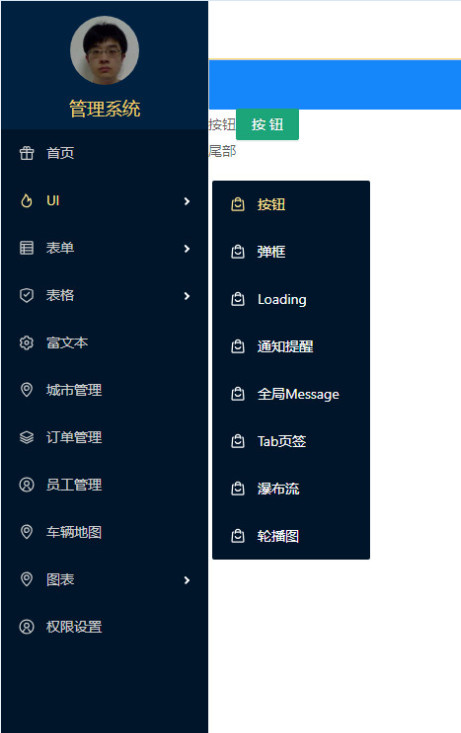 管理系统
首页
UI
表单
表格
富文本
城市管理
订单管理
员工管理
车辆地图
图表
权限设置
按钮 按 钮
尾部
按钮
弹框
Loading
通知提醒
全局Message
Tab页签
瀑布流
轮播图